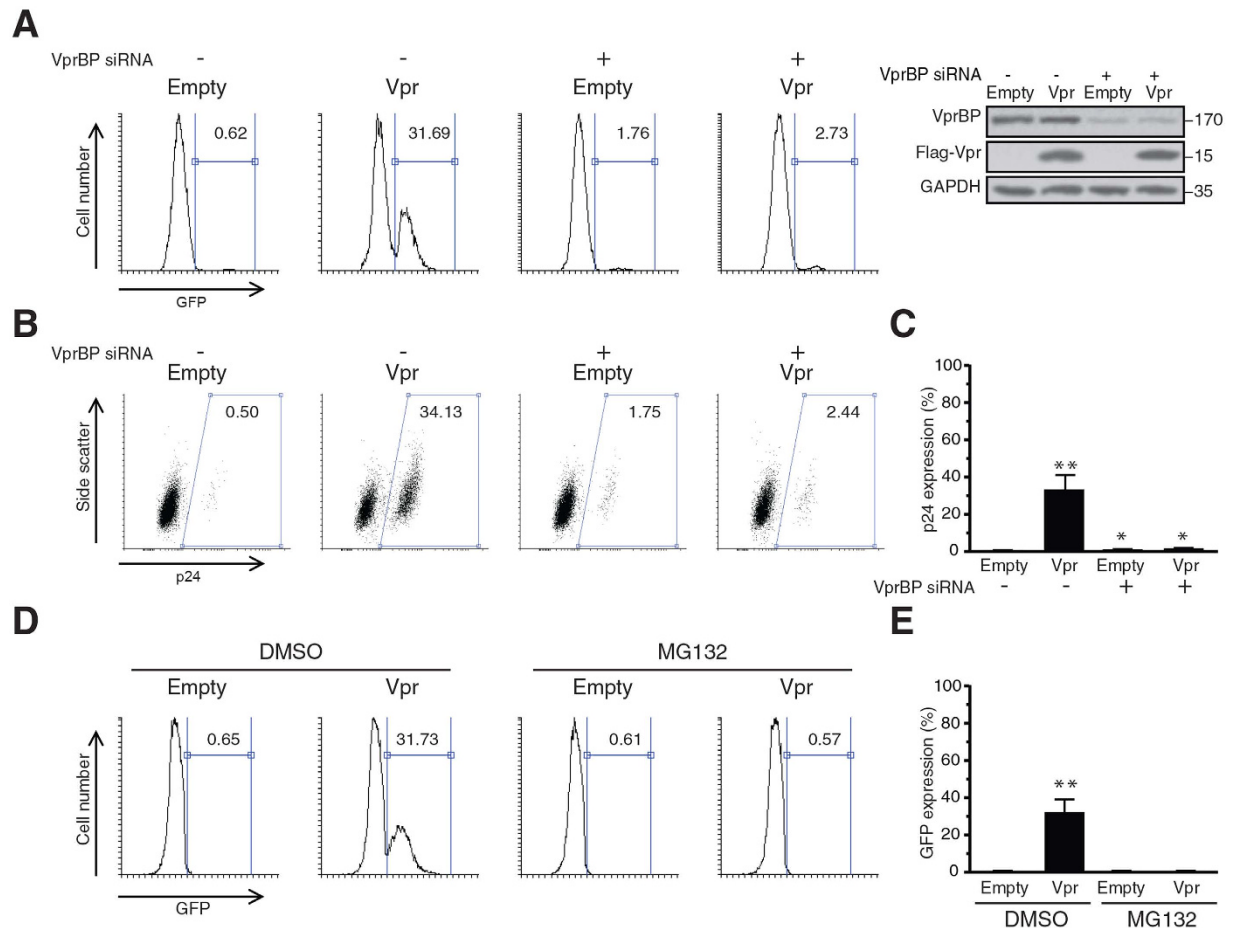 A
VprBP siRNA - - + +
Empty Vpr Empty Vpr
0.62 31.69 1.76 2.73
Cell number
GFP
VprBP siRNA - - + +
Empty Vpr Empty Vpr
VprBP 170
Flag-Vpr 15
GAPDH 35
B
VprBP siRNA - - + +
Empty Vpr Empty Vpr
0.50 34.13 1.75 2.44
Side scatter
p24
C
100
80
60
40
20
0
p24 expression (%)
** * *
Empty Vpr Empty Vpr
VprBP siRNA - - + +
D
DMSO MG132
Empty Vpr Empty Vpr
0.65 31.73 0.61 0.57
Cell number
GFP
E
100
80
60
40
20
0
GFP expression (%)
**
Empty Vpr Empty Vpr
DMSO MG132